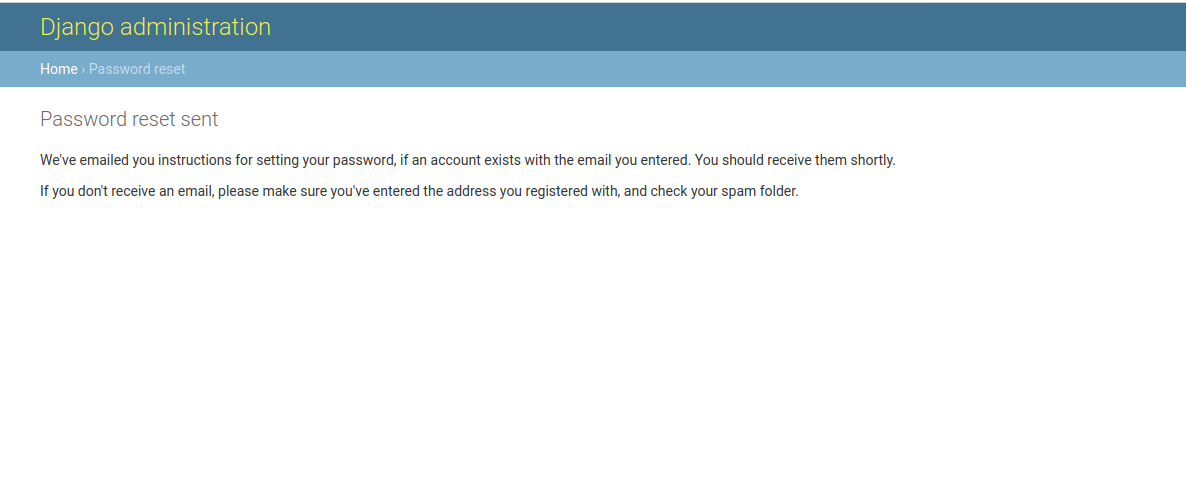 Django administration
Home › Password reset
Password reset sent
We've emailed you instructions for setting your password, if an account exists with the email you entered. You should receive them shortly.
If you don't receive an email, please make sure you've entered the address you registered with, and check your spam folder.